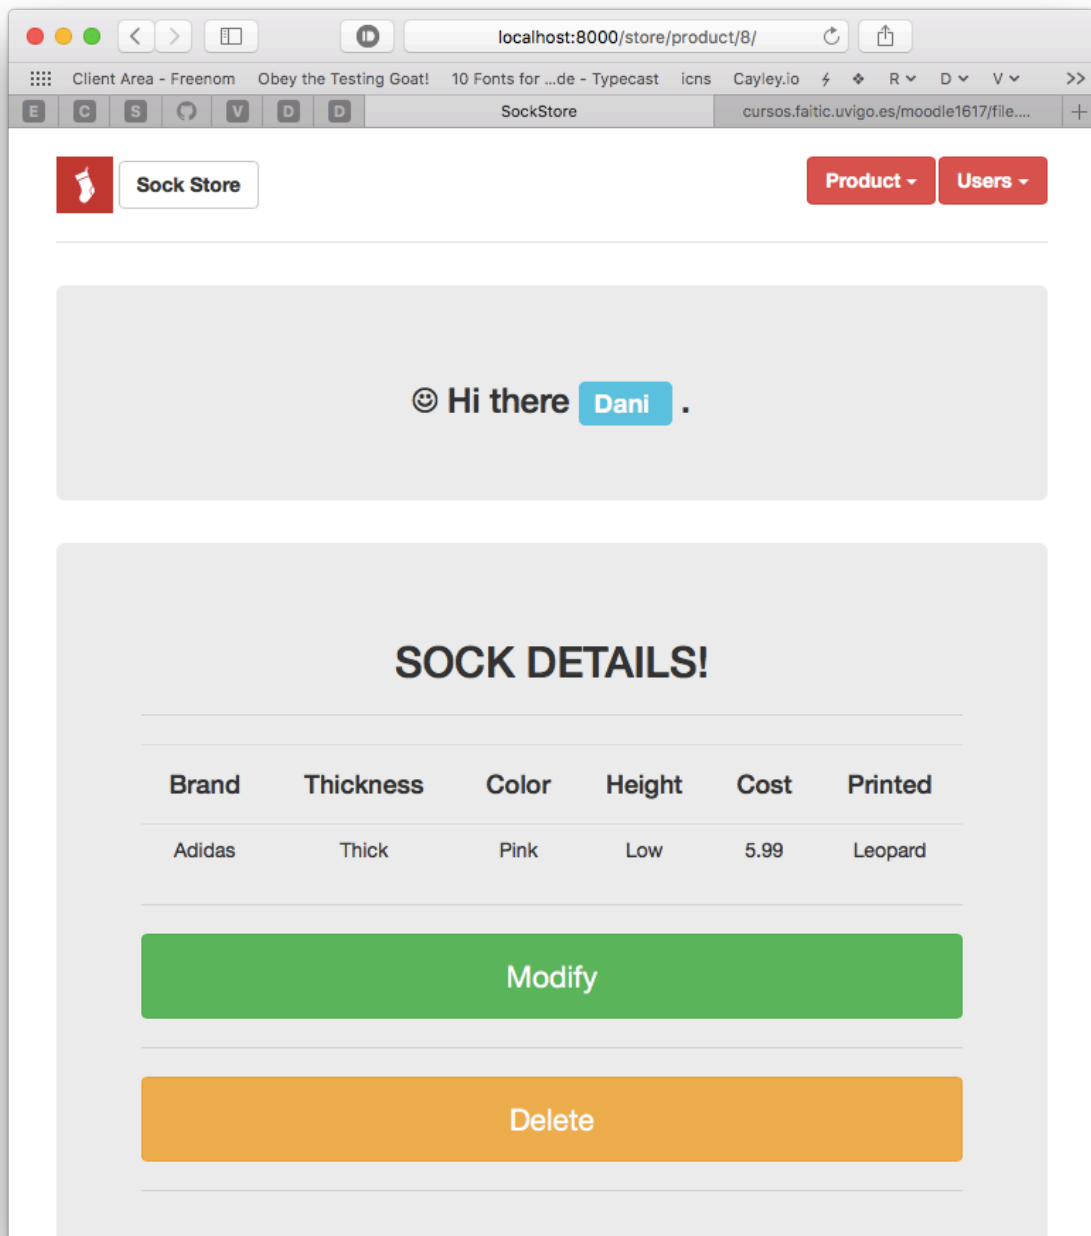 localhost:8000/store/product/8/
Client Area - Freenom Obey the Testing Goat! 10 Fonts for ...de - Typecast icns Cayley.io R D V >>
E C S V D D SockStore cursos.faitic.uvigo.es/moodle1617/file.... +
Sock Store Product Users
Hi there Dani .
SOCK DETAILS!
Brand Thickness Color Height Cost Printed
Adidas Thick Pink Low 5.99 Leopard
Modify
Delete